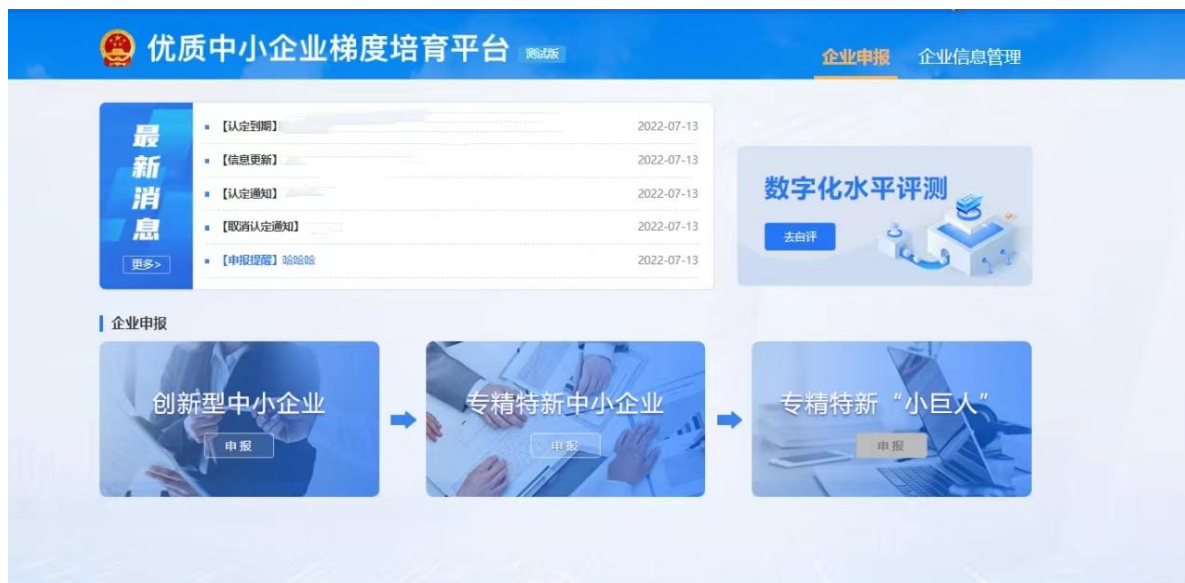 优质中小企业梯度培育平台 测试版
企业申报 企业信息管理
最新消息
更多>
【认定到期】 2022-07-13
【信息更新】 2022-07-13
【认定通知】 2022-07-13
【取消认定通知】 2022-07-13
【申报提醒】哈哈哈 2022-07-13
数字化水平评测
去自评
企业申报
创新型中小企业
申报
专精特新中小企业
申报
专精特新“小巨人”
申报